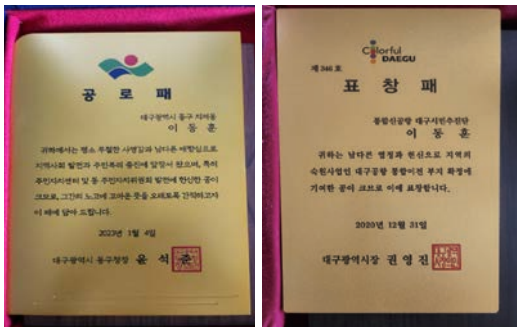 공로패
대구광역시 동구 지저동
이동훈
귀하께서는 평소 투철한 사명감과 남다른 애향심으로
지역사회 발전과 주민복리 증진에 앞장서 왔으며, 특히
주민자치센터 및 동 주민자치위원회 발전에 헌신한 공이
크므로, 그간의 노고에 고마운 뜻을 오래도록 간직하고자
이 패에 담아 드립니다.
2023년 1월 4일
대구광역시 동구청장 윤석준
Colorful
DAEGU
제 346 호
표창패
통합신공항 대구시민추진단
이동훈
귀하는 남다른 열정과 헌신으로 지역의
숙원사업인 대구공항 통합이전 부지 확정에
기여한 공이 크므로 이에 표창합니다.
2020년 12월 31일
대구광역시장 권영진